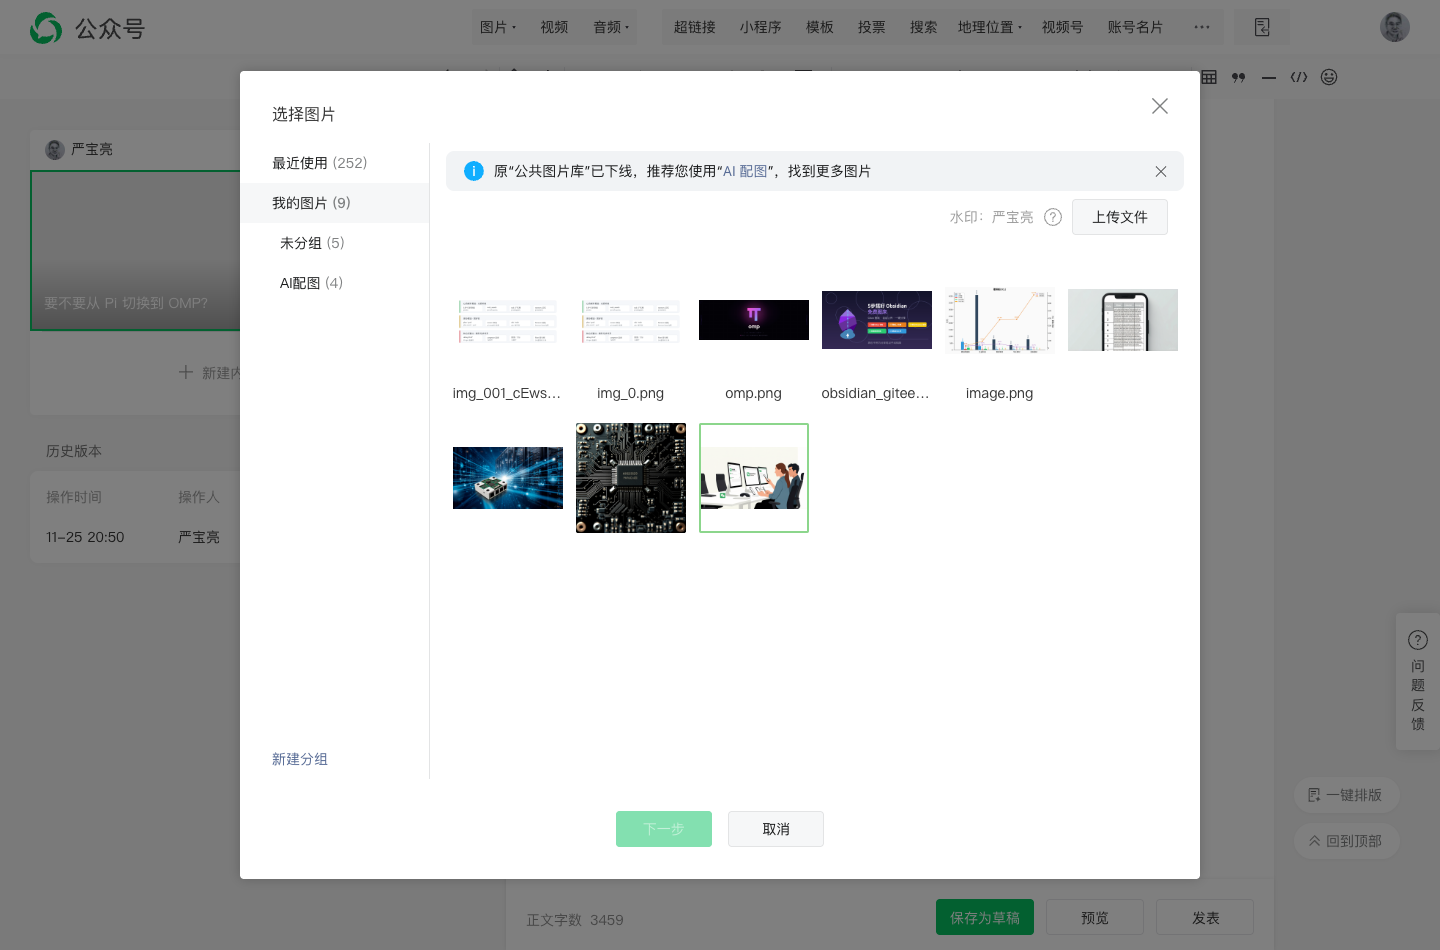 公众号
图片
视频
音频
超链接
小程序
模板
投票
搜索
地理位置
视频号
账号名片
选择图片
严宝亮
最近使用 (252)
原“公共图片库”已下线，推荐您使用“AI 配图”，找到更多图片
我的图片 (9)
水印：严宝亮
上传文件
未分组 (5)
AI配图 (4)
要不要从 PI 切换到 OMP?
omp
5步搞行 Obsidian
新建内
img_001_cEws...
img_0.png
omp.png
obsidian_gitee...
image.png
历史版本
操作时间
操作人
11-25 20:50
严宝亮
问题反馈
新建分组
一键排版
下一步
取消
回到顶部
正文字数 3459
保存为草稿
预览
发表